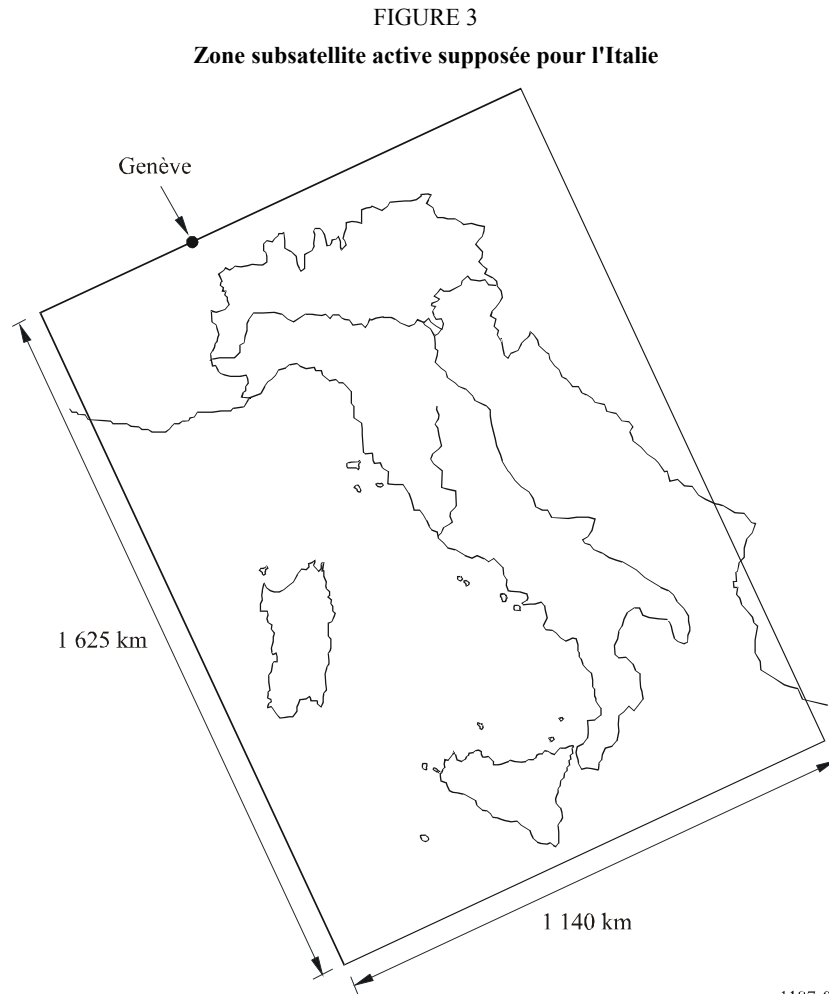 FIGURE 3
Zone subsatellite active supposée pour l'Italie
Genève
1 625 km
1 140 km